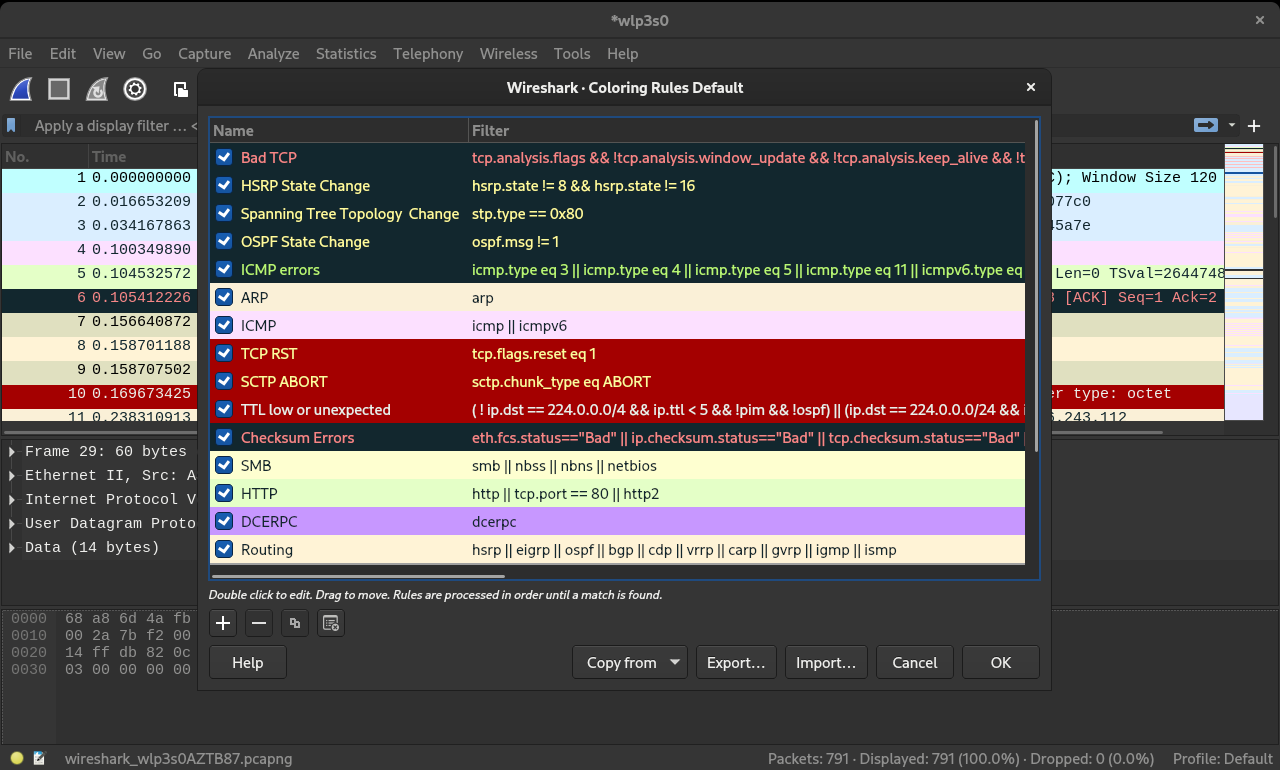 *wlp3s0
File Edit View Go Capture Analyze Statistics Telephony Wireless Tools Help
Wireshark · Coloring Rules Default
Apply a display filter … <
No. Time
1 0.000000000
2 0.016653209
3 0.034167863
4 0.100349890
5 0.104532572
6 0.105412226
7 0.156640872
8 0.158701188
9 0.158707502
10 0.169673425
11 0.238310913
); Window Size 120
077c0
45a7e
Len=0 TSval=2644748
[ACK] Seq=1 Ack=2
er type: octet
.243.112
Name Filter
Bad TCP tcp.analysis.flags && !tcp.analysis.window_update && !tcp.analysis.keep_alive && !t
HSRP State Change hsrp.state != 8 && hsrp.state != 16
Spanning Tree Topology  Change stp.type == 0x80
OSPF State Change ospf.msg != 1
ICMP errors icmp.type eq 3 || icmp.type eq 4 || icmp.type eq 5 || icmp.type eq 11 || icmpv6.type eq
ARP arp
ICMP icmp || icmpv6
TCP RST tcp.flags.reset eq 1
SCTP ABORT sctp.chunk_type eq ABORT
TTL low or unexpected ( ! ip.dst == 224.0.0.0/4 && ip.ttl < 5 && !pim && !ospf) || (ip.dst == 224.0.0.0/24 && i
Checksum Errors eth.fcs.status=="Bad" || ip.checksum.status=="Bad" || tcp.checksum.status=="Bad" |
SMB smb || nbss || nbns || netbios
HTTP http || tcp.port == 80 || http2
DCERPC dcerpc
Routing hsrp || eigrp || ospf || bgp || cdp || vrrp || carp || gvrp || igmp || ismp
Double click to edit. Drag to move. Rules are processed in order until a match is found.
Help Copy from Export… Import… Cancel OK
Frame 29: 60 bytes
Ethernet II, Src: A
Internet Protocol V
User Datagram Proto
Data (14 bytes)
0000 68 a8 6d 4a fb
0010 00 2a 7b f2 00
0020 14 ff db 82 0c
0030 03 00 00 00 00
wireshark_wlp3s0AZTB87.pcapng Packets: 791 · Displayed: 791 (100.0%) · Dropped: 0 (0.0%) Profile: Default